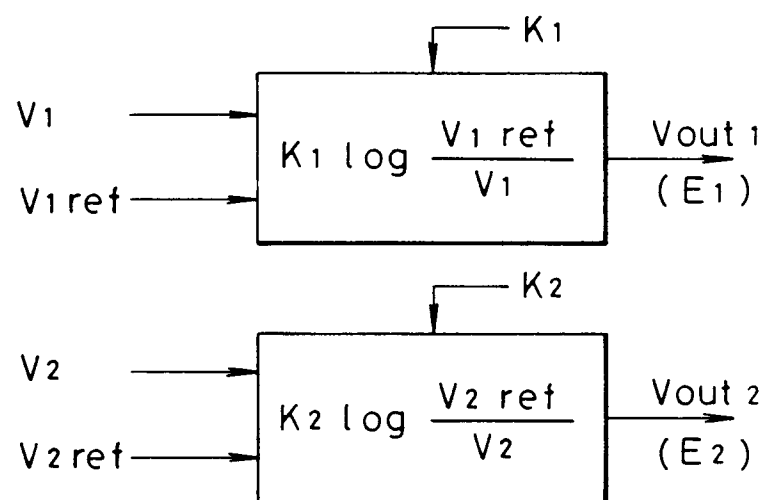 K1
V1
K1 log V1 ref / V1
Vout 1
V1 ref
(E1)
K2
V2
K2 log V2 ref / V2
Vout 2
V2 ref
(E2)